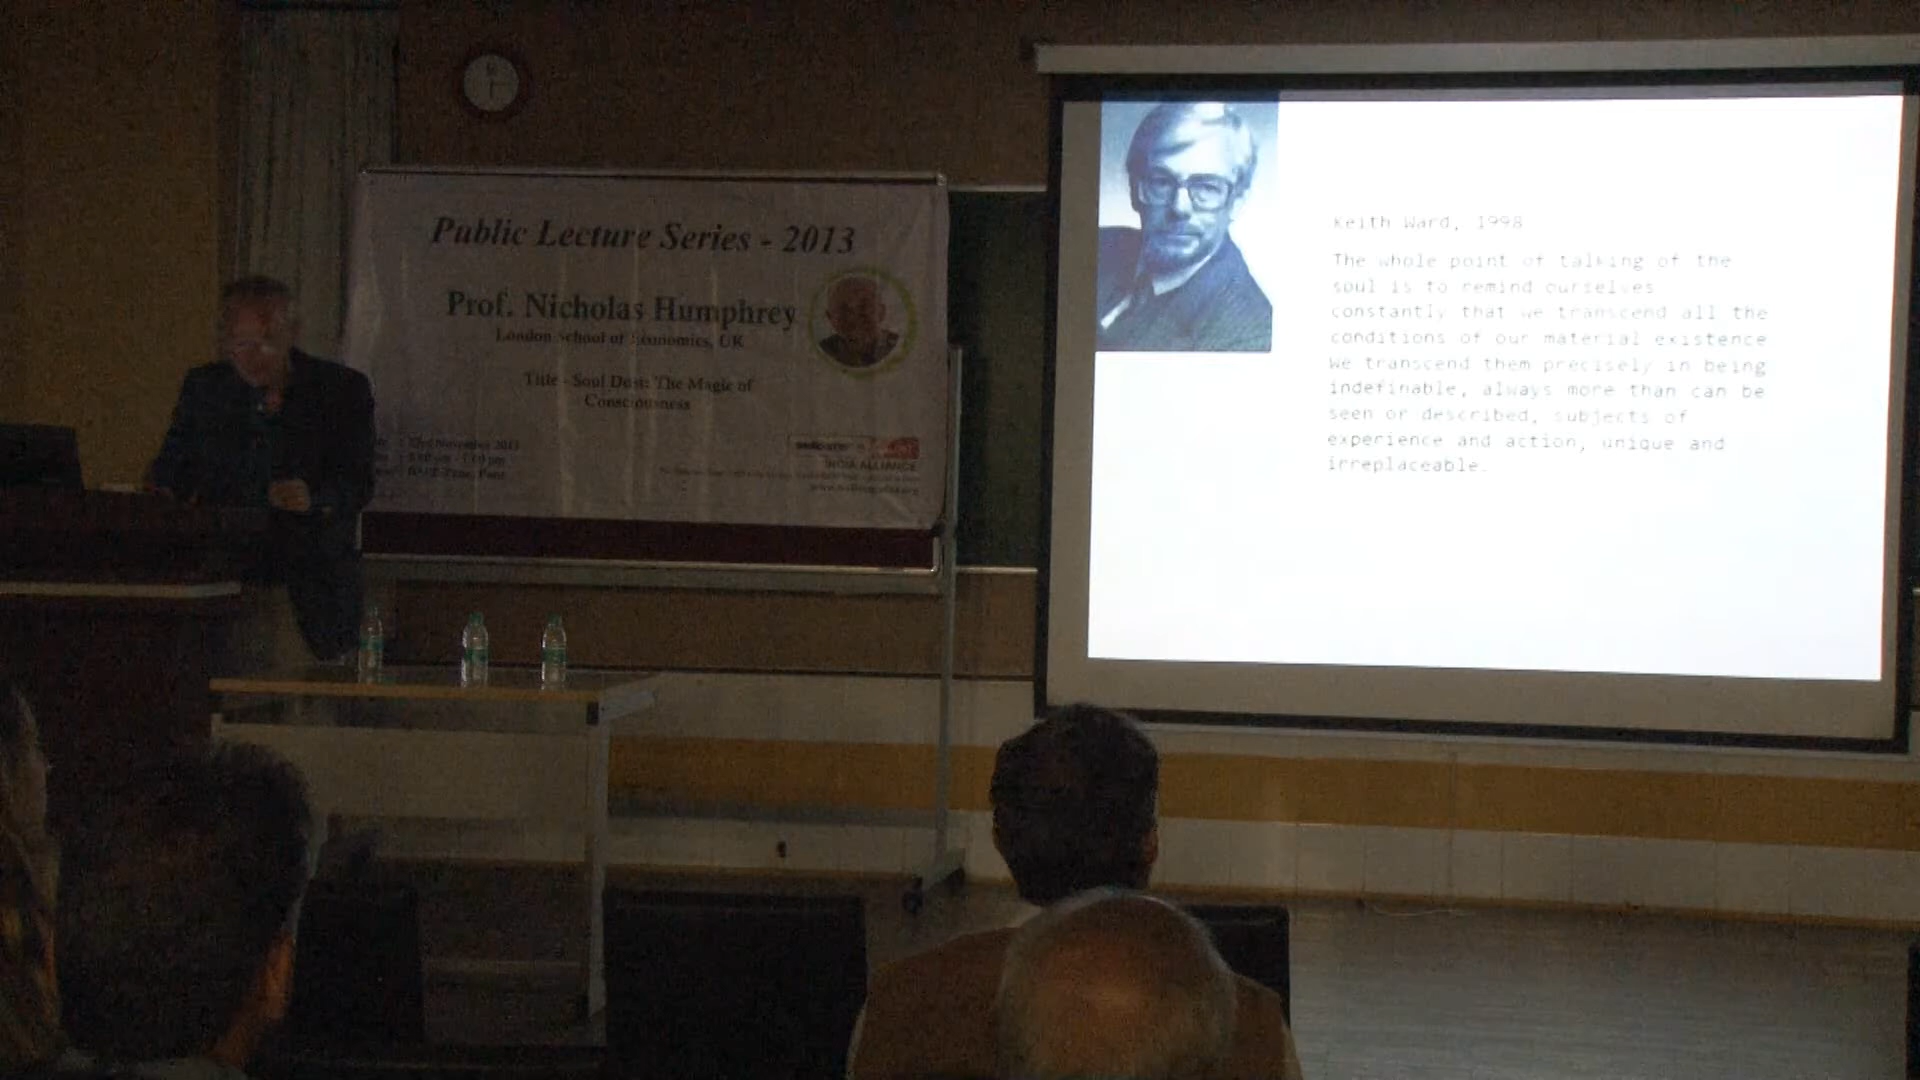 Public Lecture Series - 2013
Prof. Nicholas Humphrey
London School of Economics, UK
Title - Soul Dust: The Magic of
Consciousness
INDIA ALLIANCE
Keith Ward, 1998
The whole point of talking of the
soul is to remind ourselves
constantly that we transcend all the
conditions of our material existence
We transcend them precisely in being
indefinable, always more than can be
seen or described, subjects of
experience and action, unique and
irreplaceable.